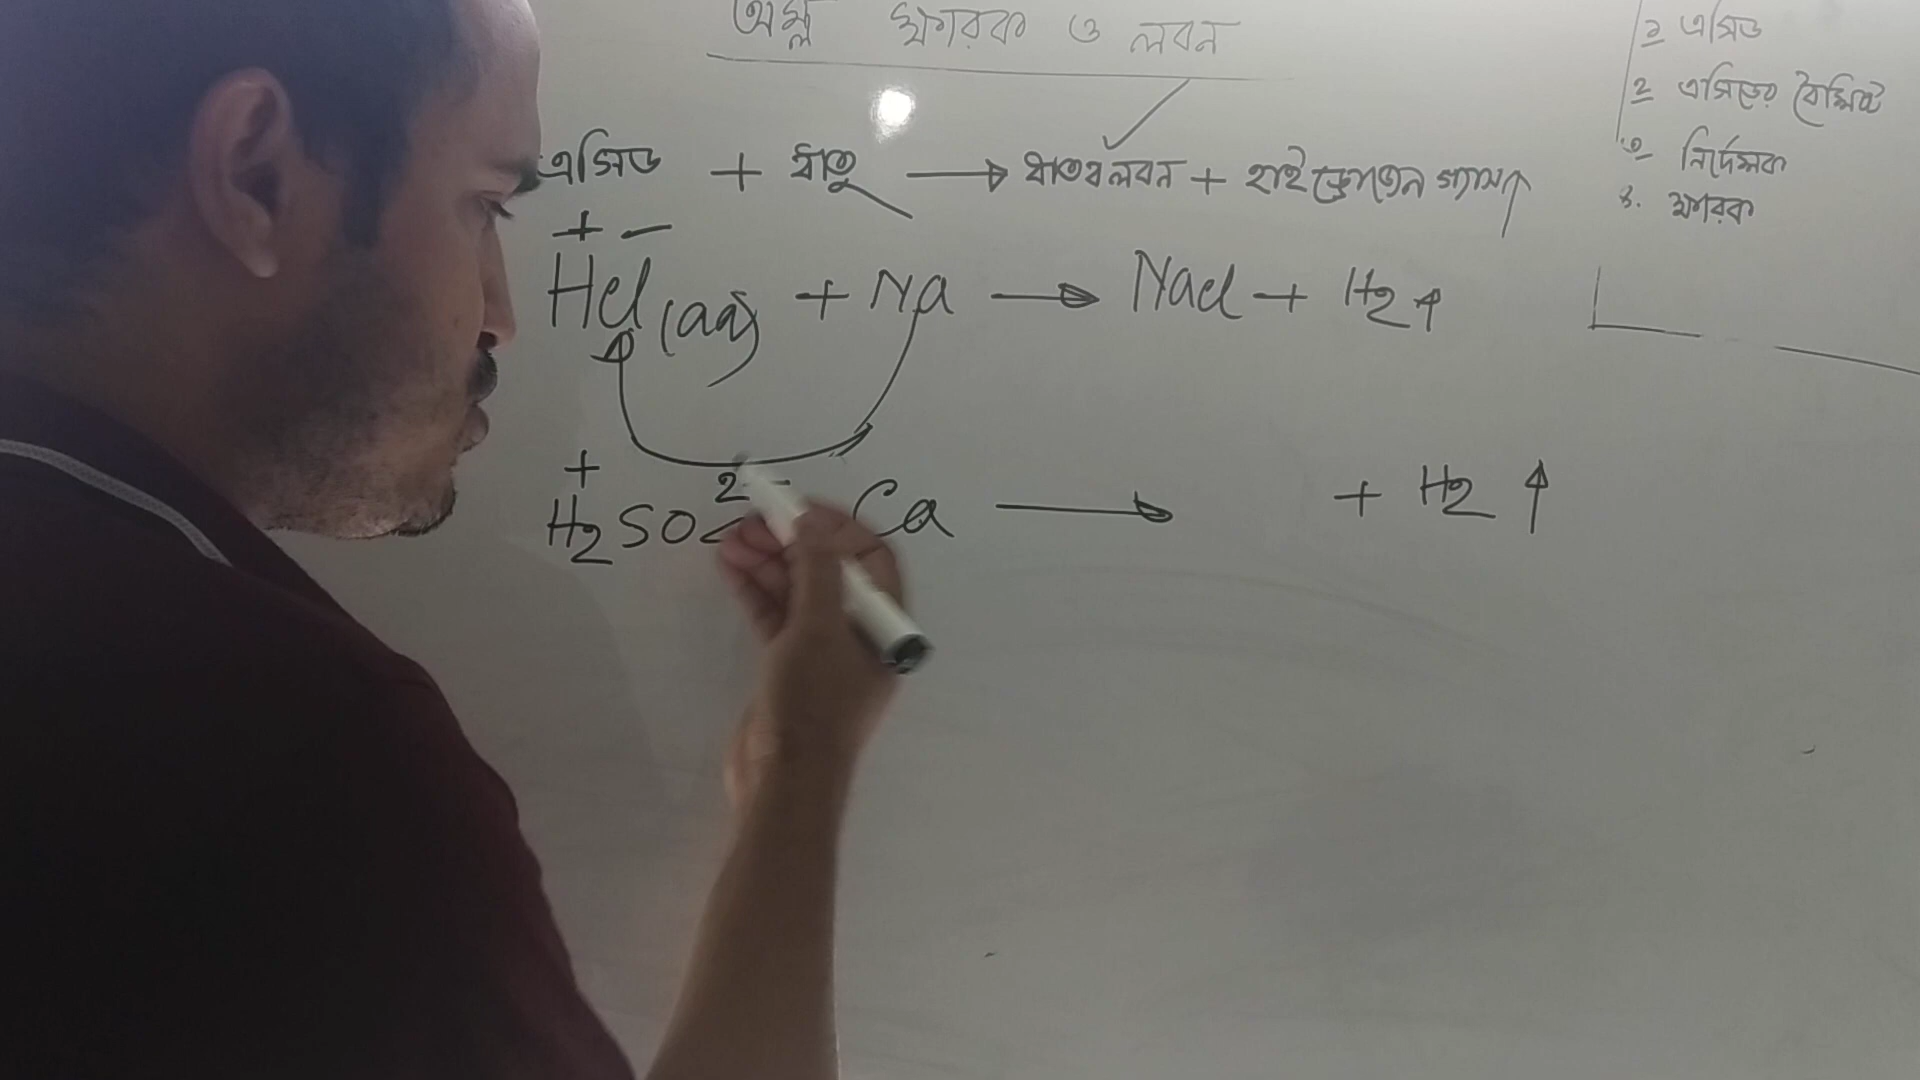 অম্ল ক্ষারক ও লবন
এসিড + ধাতু → ধাতব লবন + হাইড্রোজেন গ্যাস↑
+ −
HCl (aq) + Na → NaCl + H2↑
+ 2−
H2SO4 Ca → + H2 ↑
১ এসিড
২ এসিডের বৈশিষ্ট
৩ নির্দেশক
৪. ক্ষারক